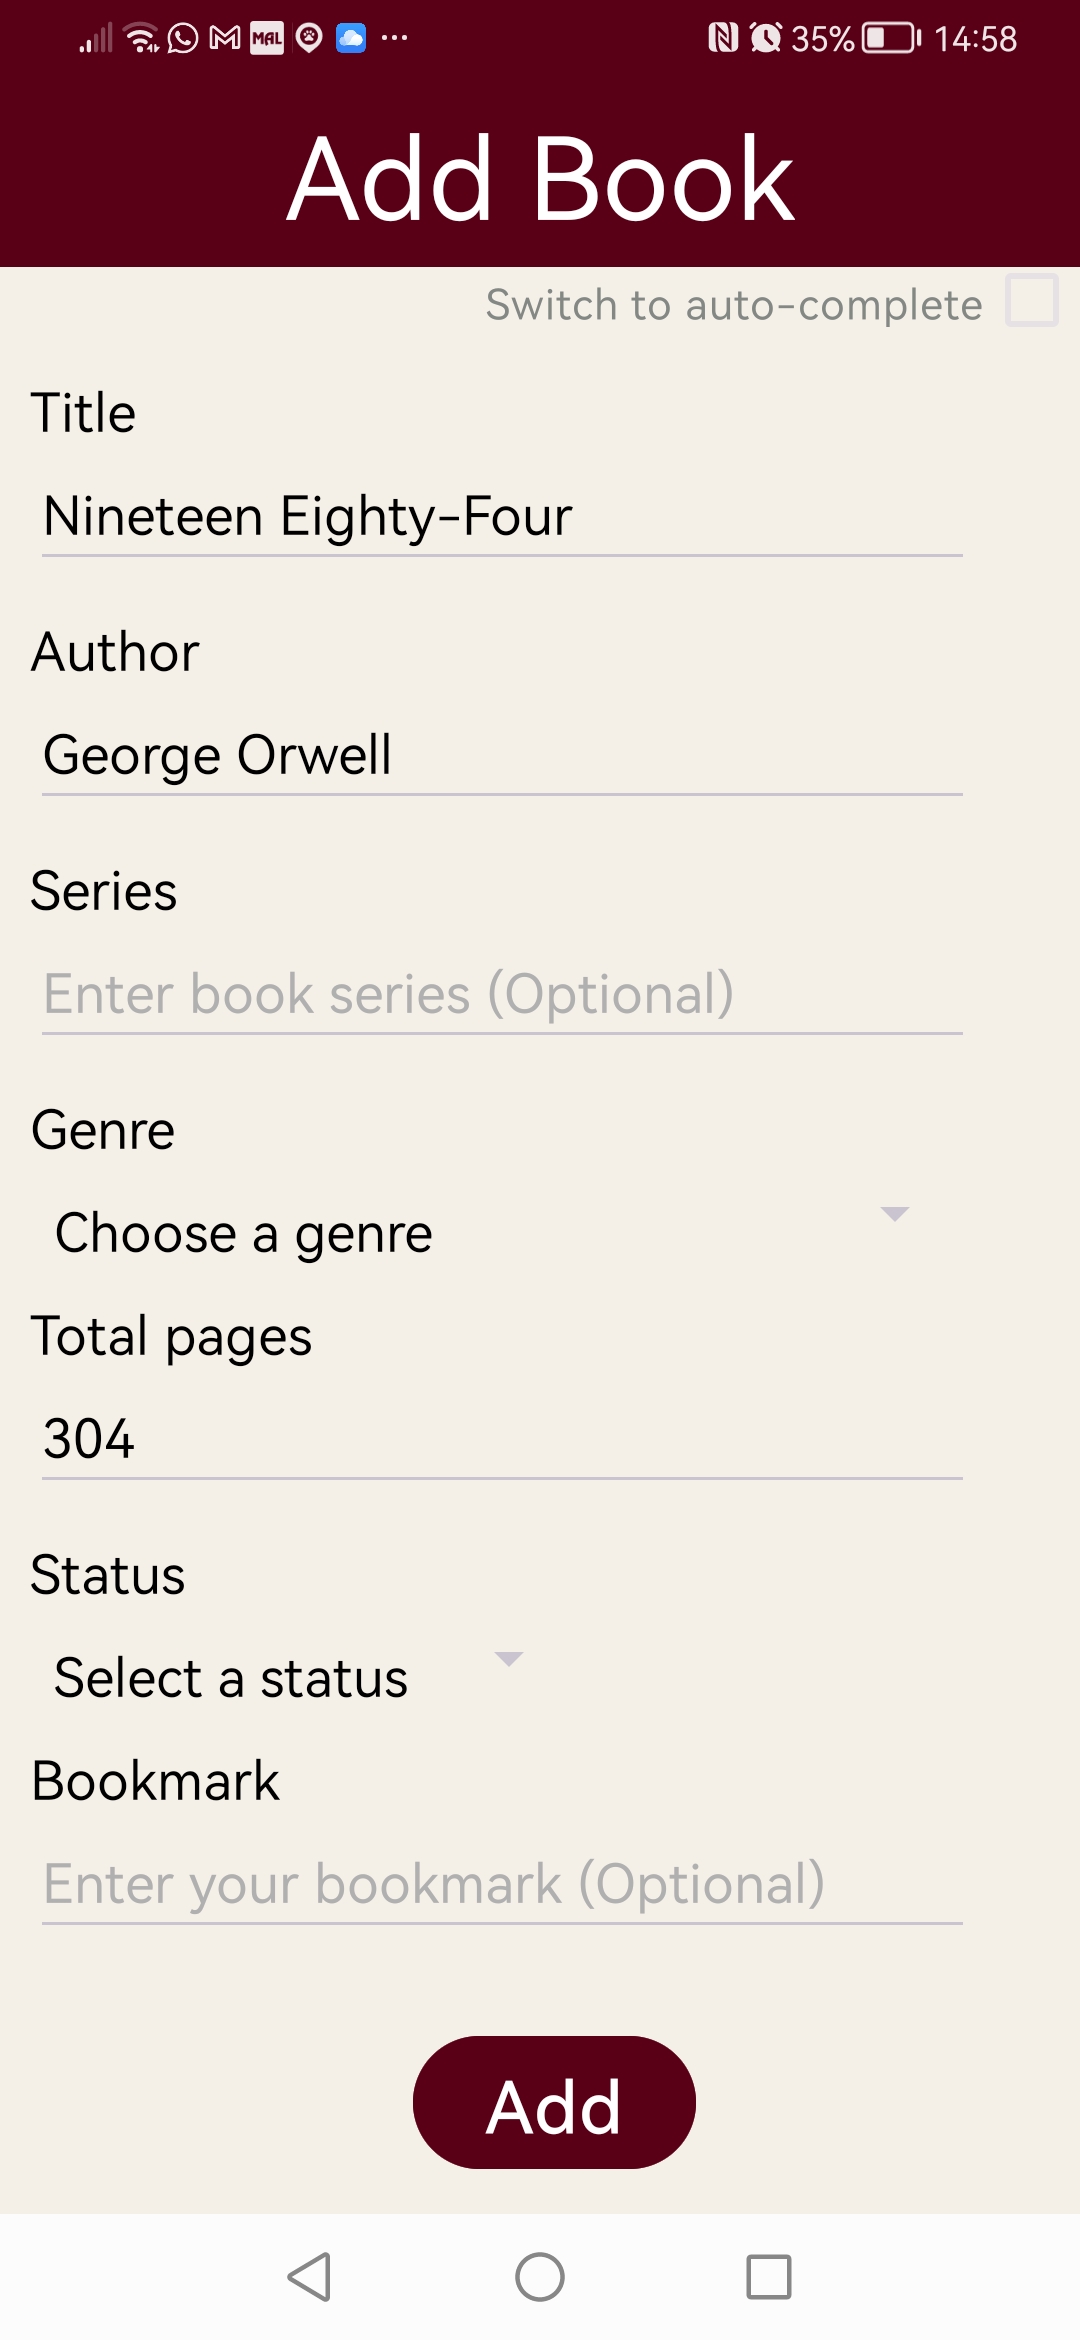 MAL 35% 14:58
Add Book
Switch to auto-complete
Title
Nineteen Eighty-Four
Author
George Orwell
Series
Enter book series (Optional)
Genre
Choose a genre
Total pages
304
Status
Select a status
Bookmark
Enter your bookmark (Optional)
Add